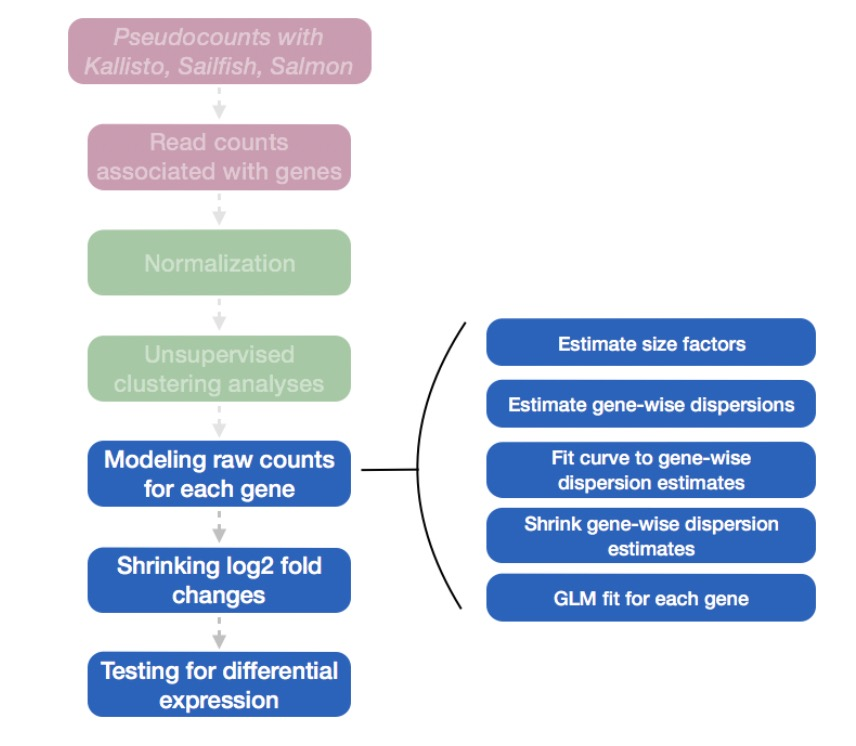 Pseudocounts with
Kallisto, Sailfish, Salmon
Read counts
associated with genes
Normalization
Unsupervised
clustering analyses
Modeling raw counts
for each gene
Shrinking log2 fold
changes
Testing for differential
expression
Estimate size factors
Estimate gene-wise dispersions
Fit curve to gene-wise
dispersion estimates
Shrink gene-wise dispersion
estimates
GLM fit for each gene